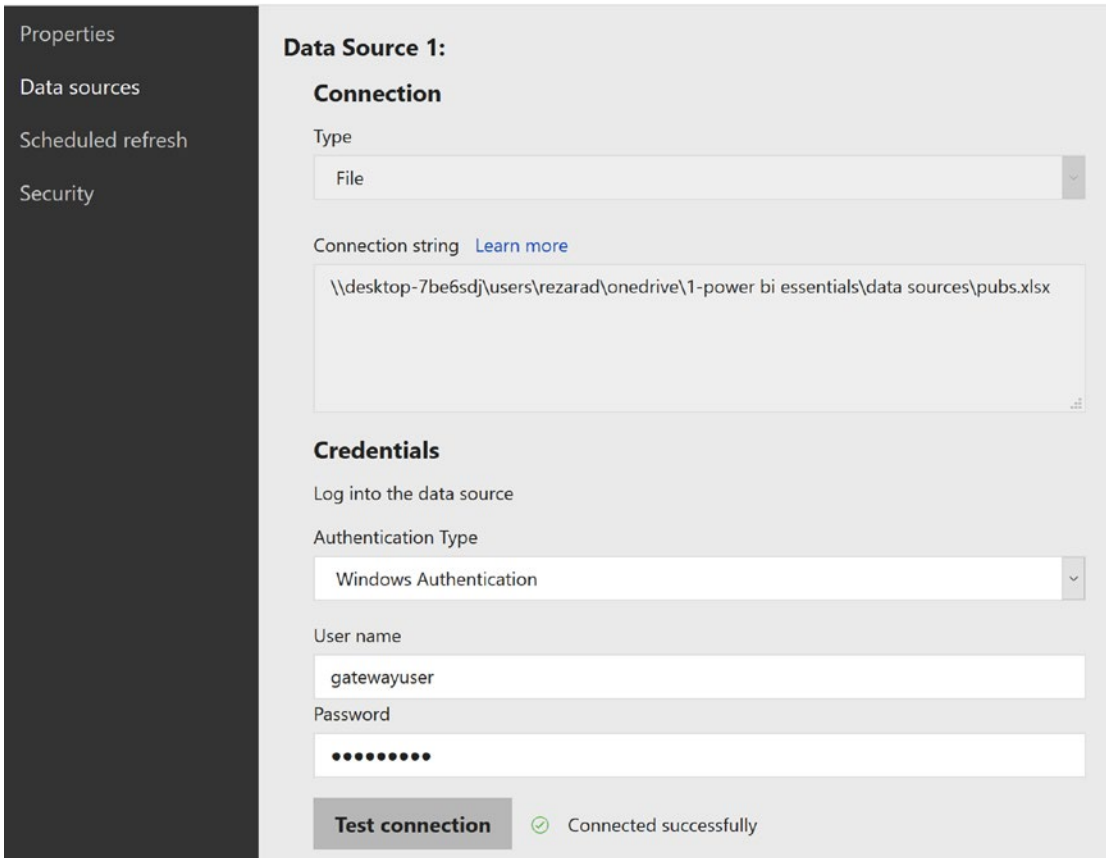 Properties
Data sources
Scheduled refresh
Security
Data Source 1:
Connection
Type
File
Connection string Learn more
\\desktop-7be6sdj\users\rezarad\onedrive\1-power bi essentials\data sources\pubs.xlsx
Credentials
Log into the data source
Authentication Type
Windows Authentication
User name
gatewayuser
Password
•••••••••
Test connection
Connected successfully